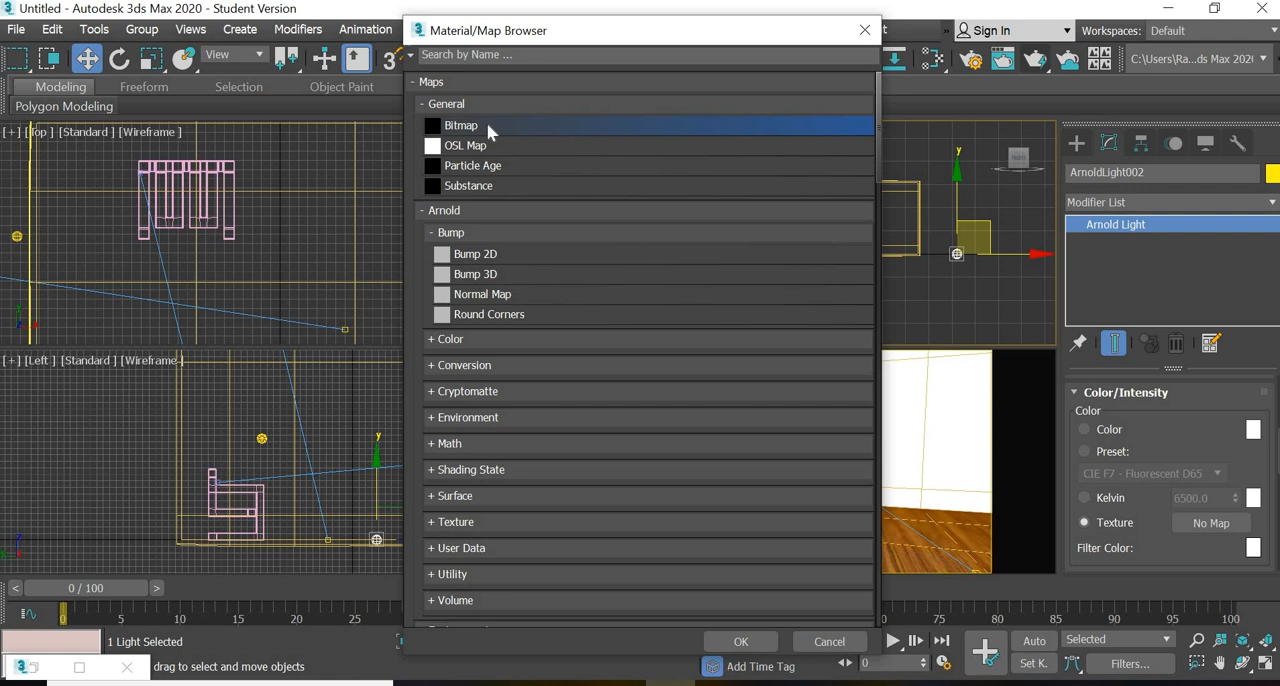 Untitled - Autodesk 3ds Max 2020 - Student Version
Material/Map Browser
File Edit Tools Group Views Create Modifiers Animation
Sign In Workspaces: Default
View
Search by Name ...
C:\Users\Ra...ds Max 202(
Modeling Freeform Selection Object Paint
Polygon Modeling
- Maps
- General
Bitmap
OSL Map
Particle Age
Substance
- Arnold
- Bump
Bump 2D
Bump 3D
Normal Map
Round Corners
+ Color
+ Conversion
+ Cryptomatte
+ Environment
+ Math
+ Shading State
+ Surface
+ Texture
+ User Data
+ Utility
+ Volume
OK Cancel
[+] [Top ] [Standard ] [Wireframe ]
[+] [Left ] [Standard ] [Wireframe ]
y
y
ArnoldLight002
Modifier List
Arnold Light
Color/Intensity
Color
Color
Preset:
CIE F7 - Fluorescent D65
Kelvin 6500.0
Texture No Map
Filter Color:
< 0 / 100 >
0 5 10 15 20 25 75 80 85 90 95 100
1 Light Selected
drag to select and move objects
Add Time Tag
0
Auto Selected
Set K. Filters...